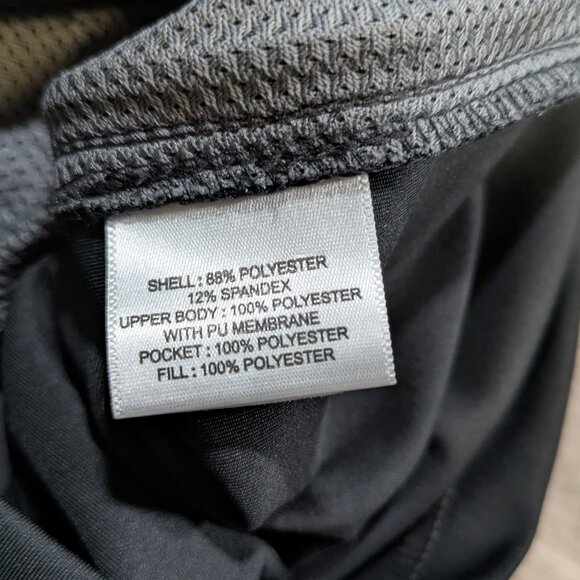 SHELL : 88% POLYESTER
12% SPANDEX
UPPER BODY : 100% POLYESTER
WITH PU MEMBRANE
POCKET : 100% POLYESTER
FILL : 100% POLYESTER